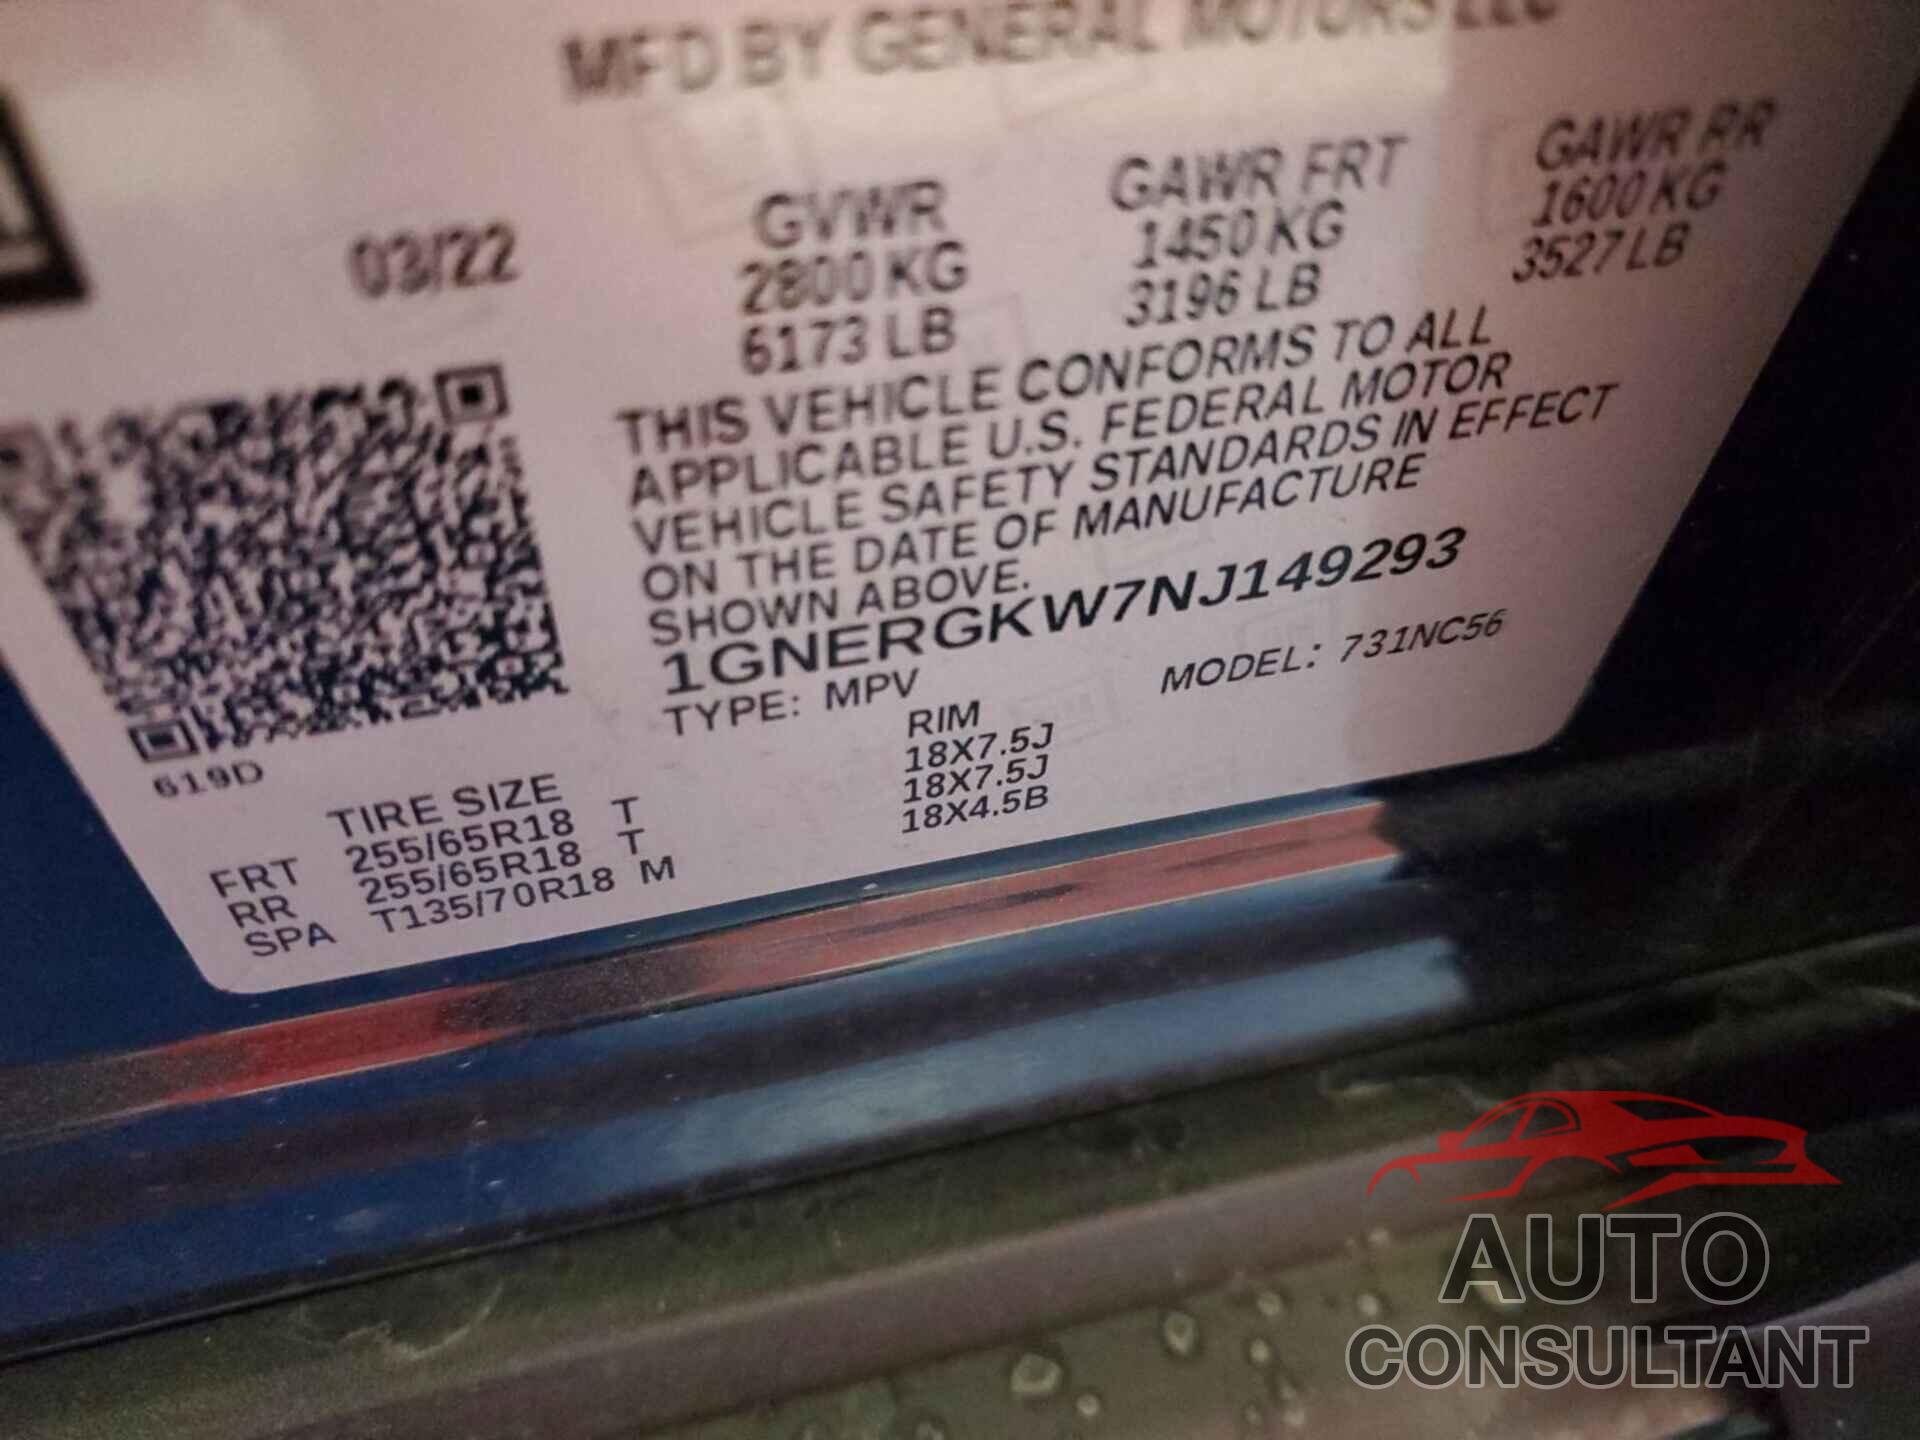 MFD BY GENERAL MOTORS LLC
03/22
GVWR
2800 KG
6173 LB
GAWR FRT
1450 KG
3196 LB
GAWR RR
1600 KG
3527 LB
THIS VEHICLE CONFORMS TO ALL
APPLICABLE U.S. FEDERAL MOTOR
VEHICLE SAFETY STANDARDS IN EFFECT
ON THE DATE OF MANUFACTURE
SHOWN ABOVE.
1GNERGKW7NJ149293
TYPE: MPV
MODEL: 731NC56
619D
TIRE SIZE
RIM
FRT 255/65R18 T 18X7.5J
RR 255/65R18 T 18X7.5J
SPA T135/70R18 M 18X4.5B
AUTO
CONSULTANT